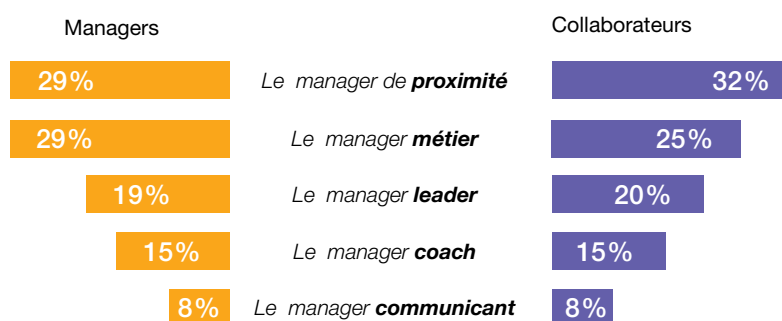 Managers Collaborateurs
29% Le manager de proximité 32%
29% Le manager métier 25%
19% Le manager leader 20%
15% Le manager coach 15%
8% Le manager communicant 8%